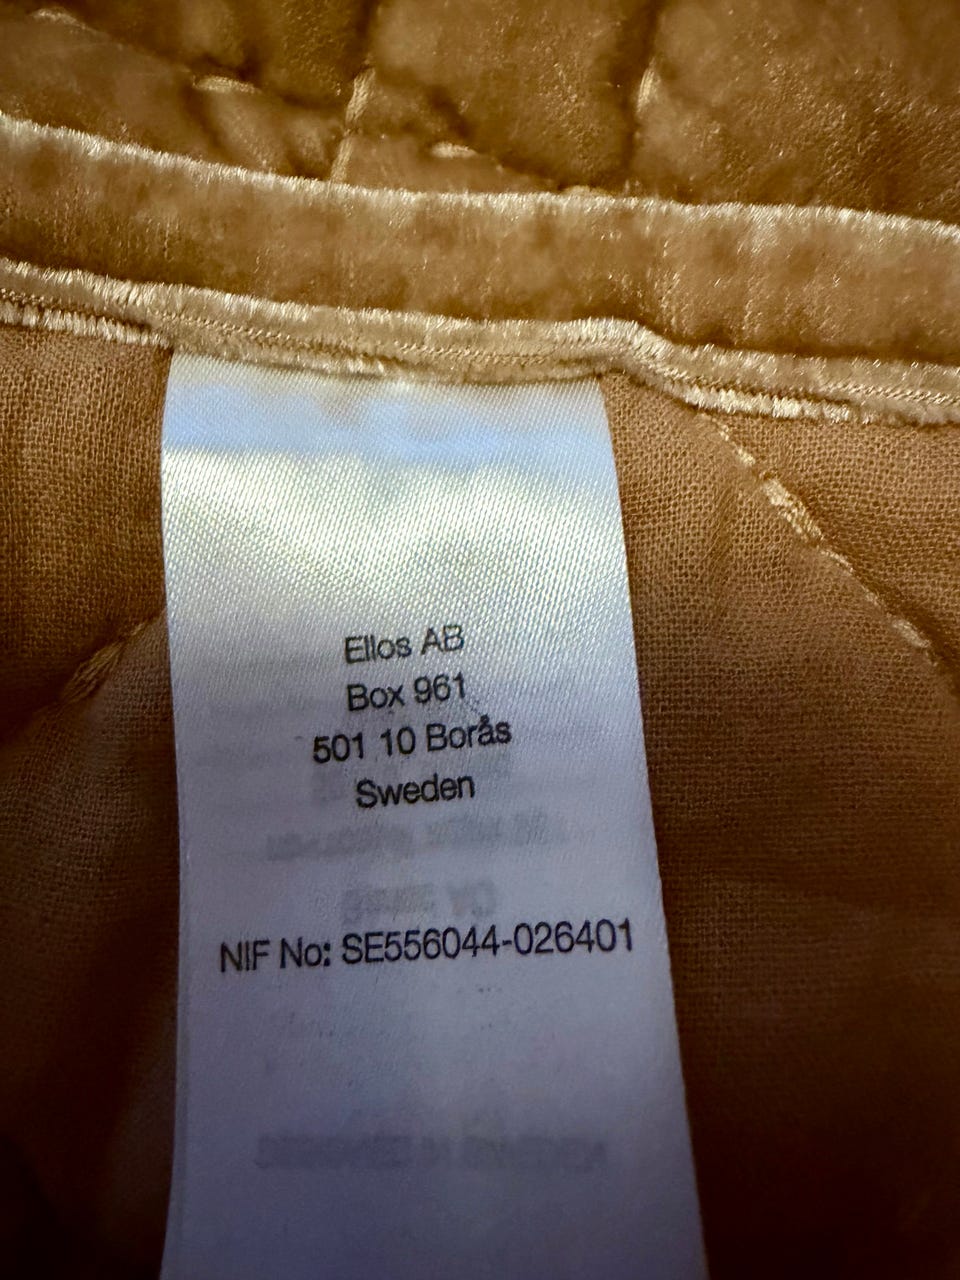 Ellos AB
Box 961
501 10 Borås
Sweden
NIF No: SE556044-026401